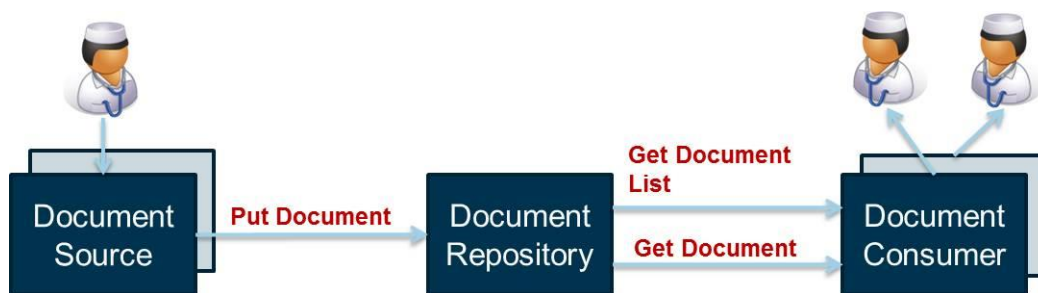 Document
Source
Put Document
Document
Repository
Get Document
List
Get Document
Document
Consumer